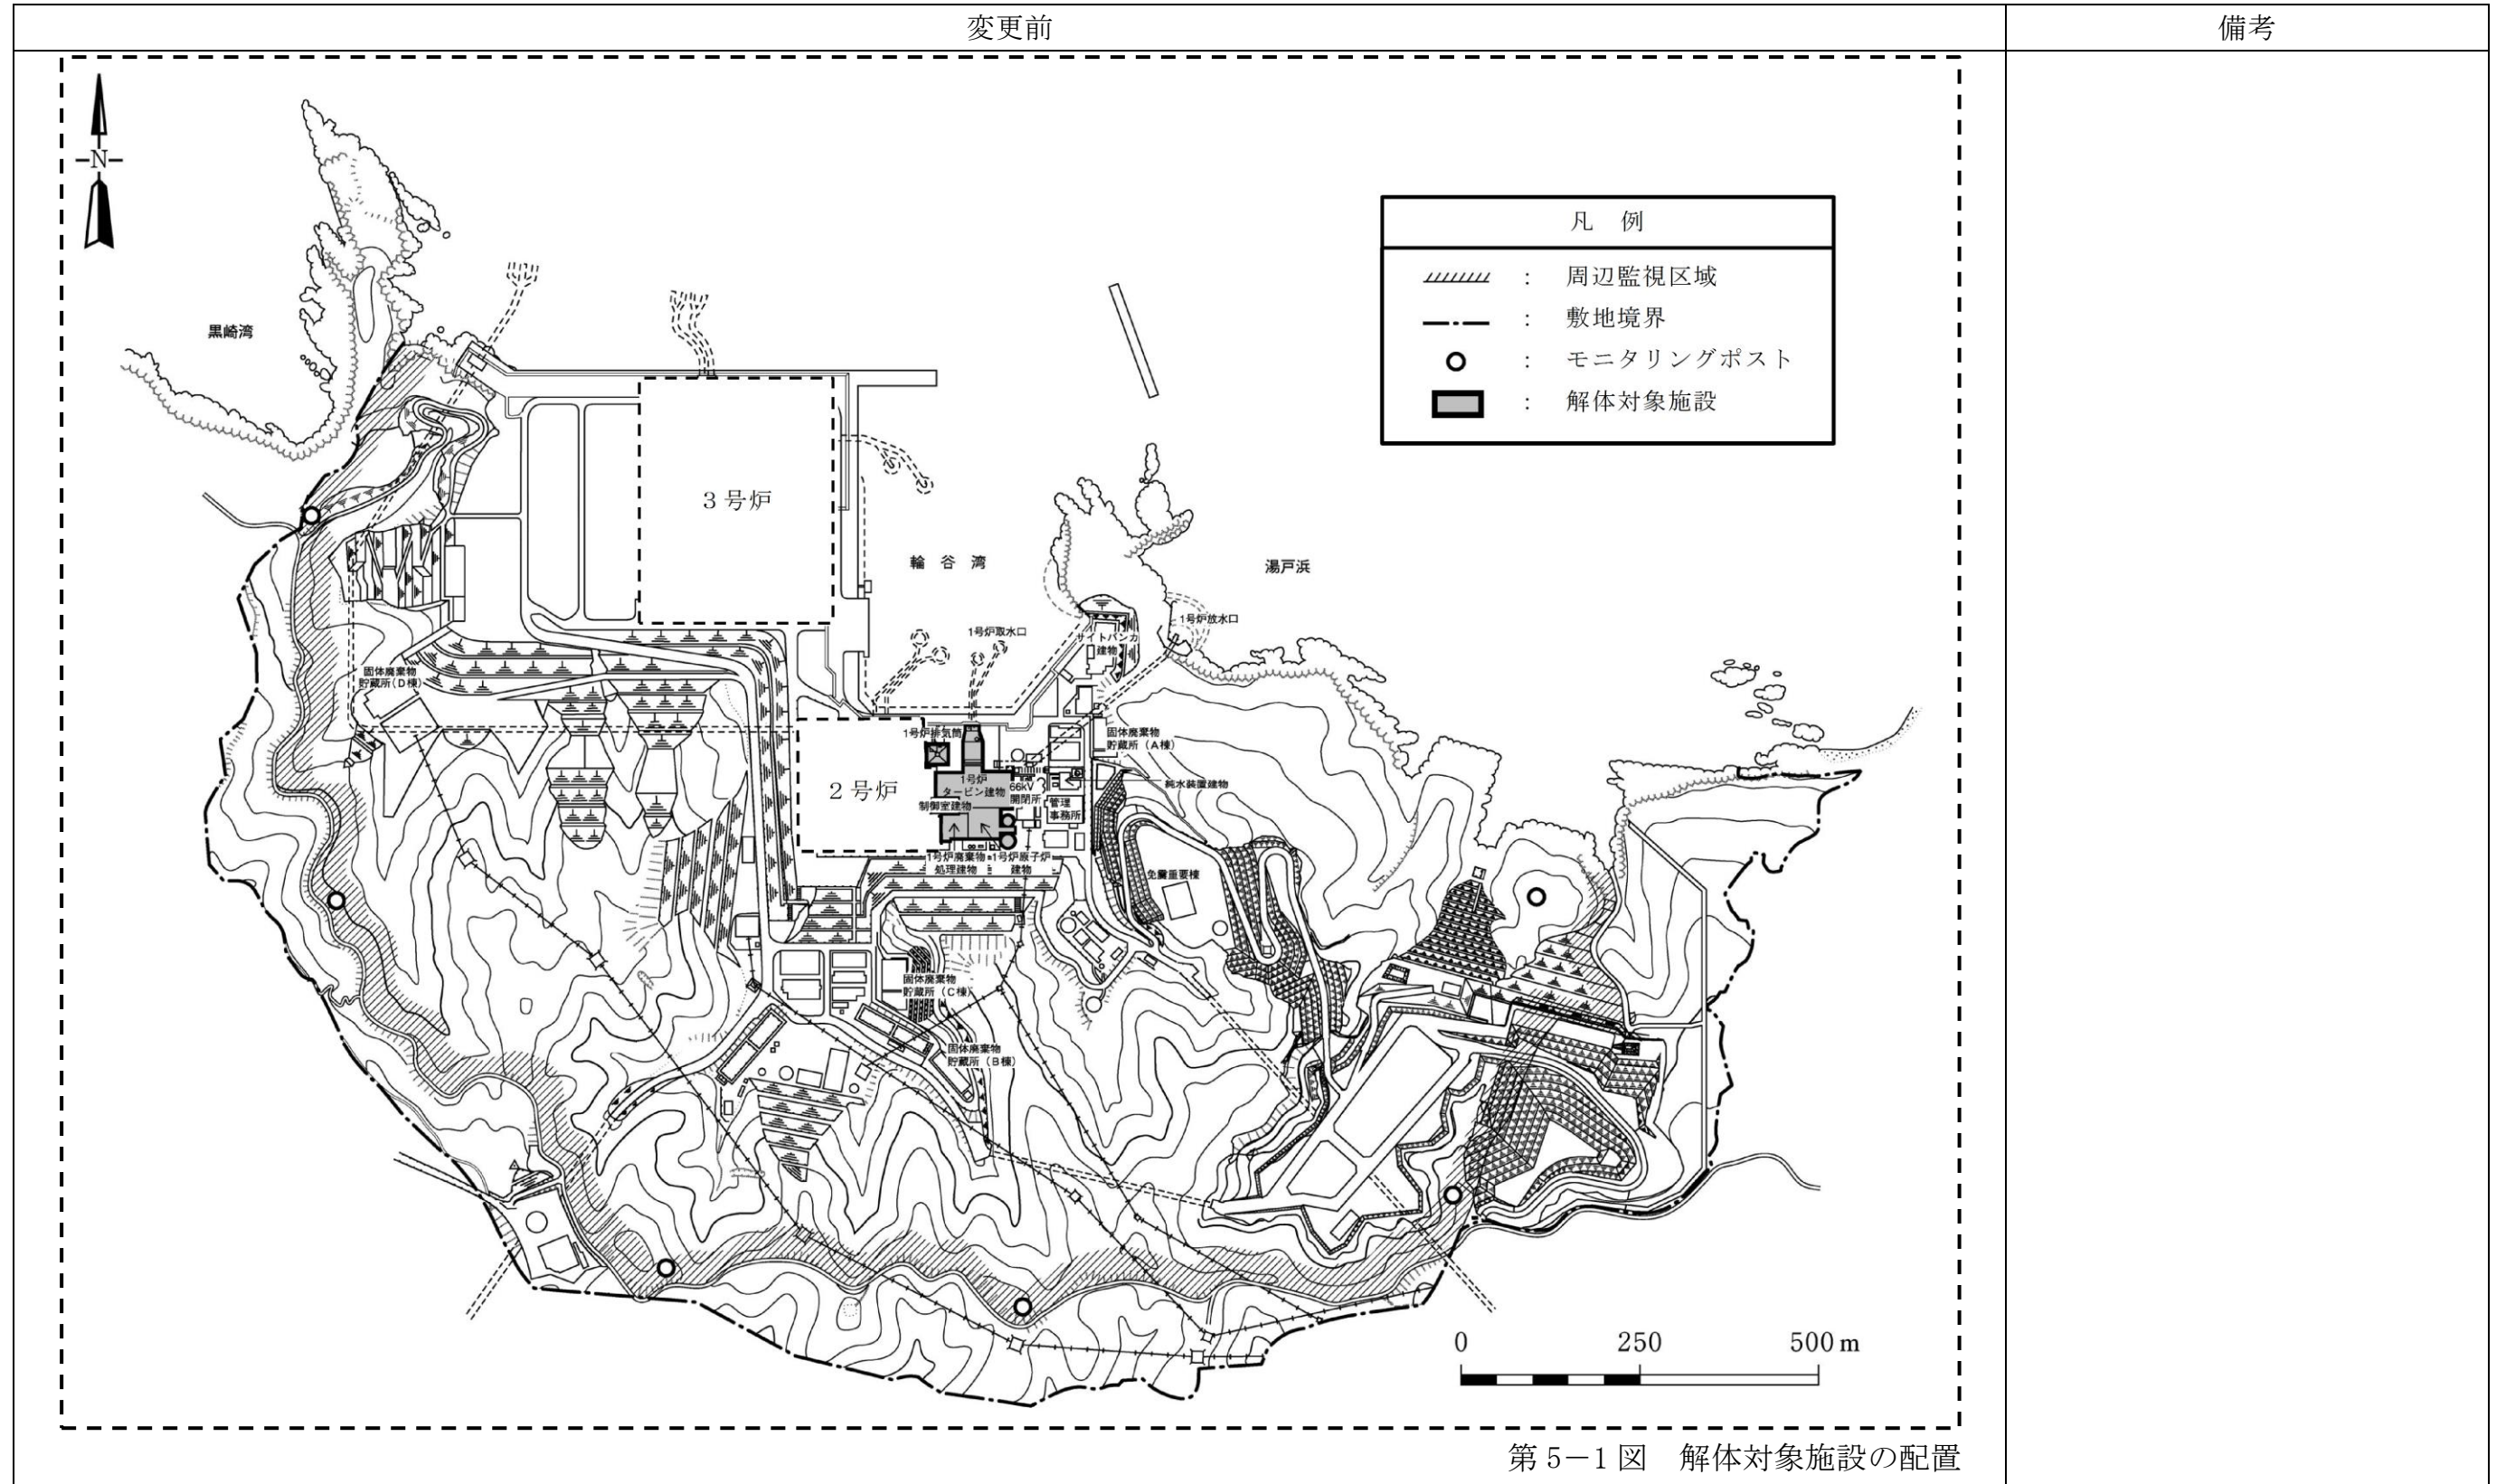 変更前
備考
N
凡 例
： 周辺監視区域
： 敷地境界
： モニタリングポスト
： 解体対象施設
黒崎湾
3号炉
輪 谷 湾
湯戸浜
1号炉取水口
1号炉放水口
サイトバンカ
建物
固体廃棄物
貯蔵所(D棟)
1号炉排気筒
固体廃棄物
貯蔵所（A棟）
純水装置建物
2号炉
1号炉
タービン建物
66kV
開閉所
制御室建物
管理
事務所
1号炉廃棄物
処理建物
1号炉原子炉
建物
免震重要棟
固体廃棄物
貯蔵所（C棟）
固体廃棄物
貯蔵所（B棟）
0 250 500 m
第5－1図 解体対象施設の配置